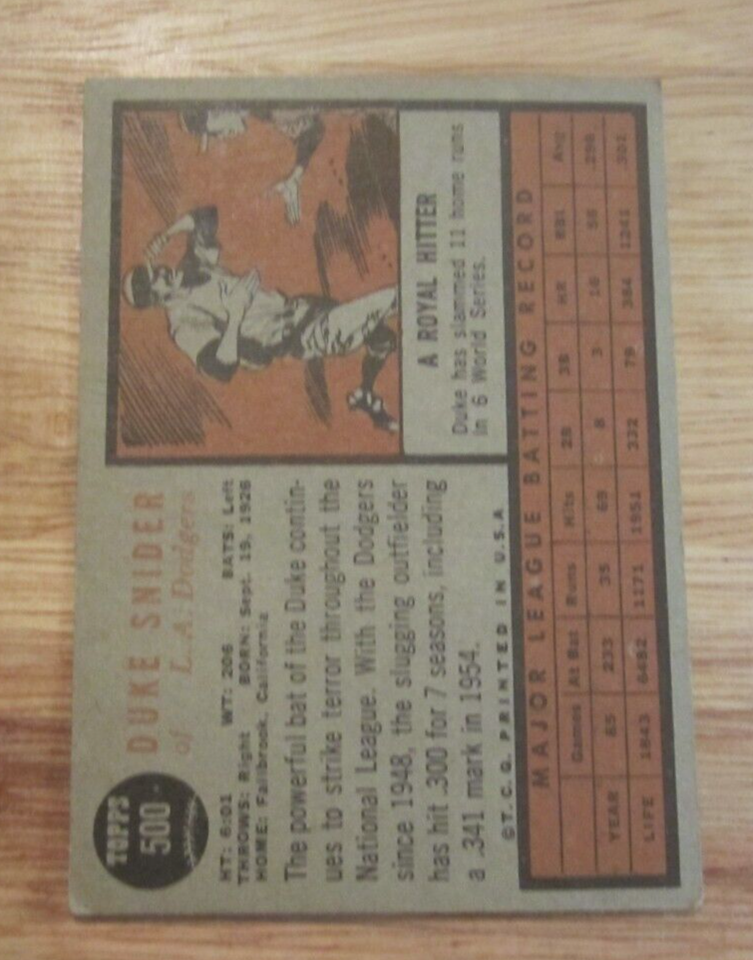 TOPPS
500
DUKE SNIDER
of L.A. Dodgers
HT: 6:01 WT: 206 BATS: Left
THROWS: Right BORN: Sept. 19, 1926
HOME: Fallbrook, California
The powerful bat of the Duke contin-
ues to strike terror throughout the
National League. With the Dodgers
since 1948, the slugging outfielder
has hit .300 for 7 seasons, including
a .341 mark in 1954.
©T.C.G. PRINTED IN U.S.A
A ROYAL HITTER
Duke has slammed 11 home runs
in 6 World Series.
MAJOR LEAGUE BATTING RECORD
Games At Bat Runs Hits 2B 3B HR RBI Avg
YEAR 85 233 35 69 8 3 16 56 .296
LIFE 1843 6682 1171 1951 332 79 384 1241